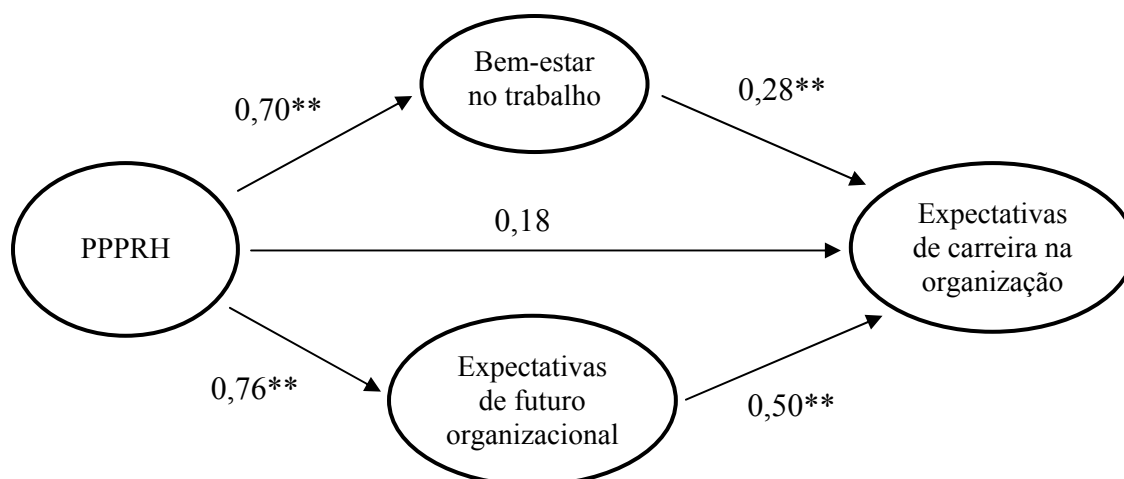 Bem-estar
no trabalho
0,70**
0,28**
PPPRH
0,18
Expectativas
de carreira na
organização
0,76**
Expectativas
de futuro
organizacional
0,50**